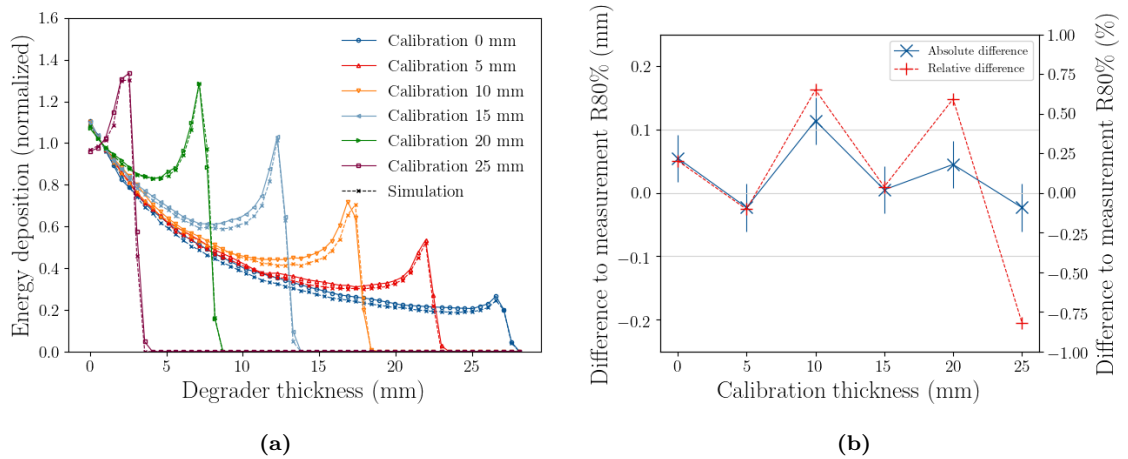 Energy deposition (normalized)
1.6
1.4
1.2
1.0
0.8
0.6
0.4
0.2
0.0
Calibration 0 mm
Calibration 5 mm
Calibration 10 mm
Calibration 15 mm
Calibration 20 mm
Calibration 25 mm
Simulation
0 5 10 15 20 25
Degrader thickness (mm)
(a)
Difference to measurement R80% (mm)
0.2
0.1
0.0
−0.1
−0.2
Absolute difference
Relative difference
1.00
0.75
0.50
0.25
0.00
−0.25
−0.50
−0.75
−1.00
Difference to measurement R80% (%)
0 5 10 15 20 25
Calibration thickness (mm)
(b)